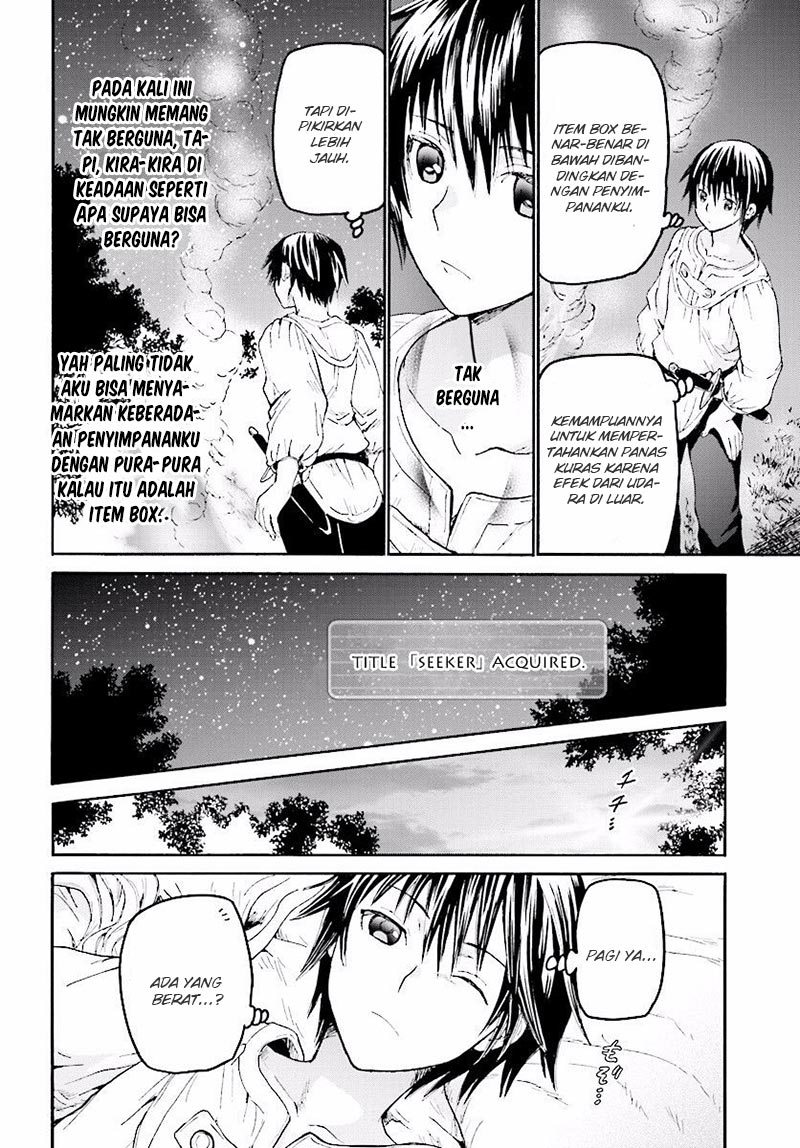 ITEM BOX BE-
NAR-BENAR DI
BAWAH DIBAN-
DINGKAN DE-
NGAN PENYIM-
PANANKU.
KEMAMPUANNYA
UNTUK MEMPER-
TAHANKAN PANAS
KURAS KARENA
EFEK DARI UDA-
RA DI LUAR.
TAK
BERGUNA
...
TAPI DI-
PIKIRKAN
LEBIH
JAUH.
PADA KALI INI
MUNGKIN MEMANG
TAK BERGUNA, TA-
PI, KIRA-KIRA DI
KEADAAN SEPERTI
APA SUPAYA BISA
BERGUNA?
YAH PALING TIDAK
AKU BISA MENYA-
MARKAN KEBERADA-
AN PENYIMPANANKU
DENGAN PURA-PURA
KALAU ITU ADALAH
ITEM BOX..
TITLE「SEEKER」ACQUIRED.
チチ…
PAGI YA...
モゾ…
ADA YANG
BERAT...?